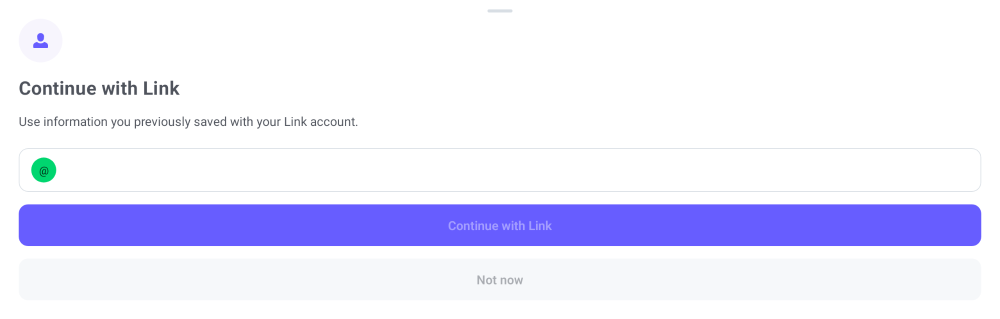 Continue with Link
Use information you previously saved with your Link account.
@
Continue with Link
Not now